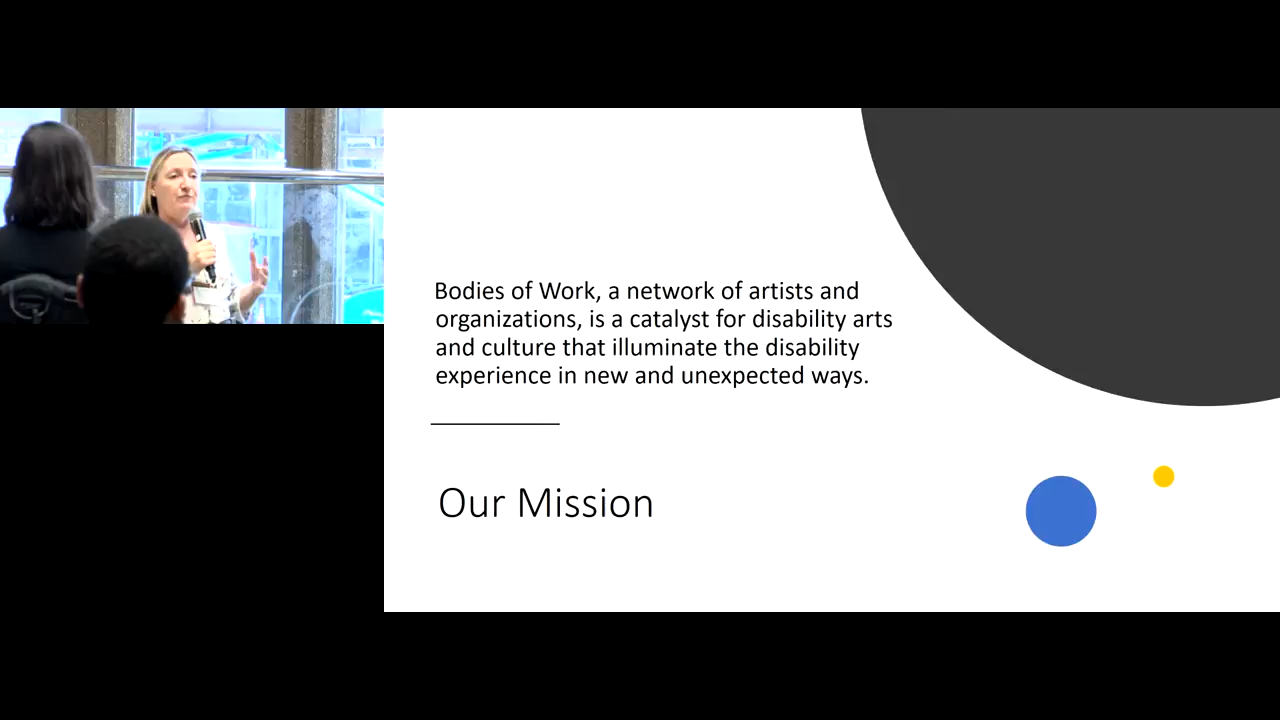 Bodies of Work, a network of artists and
organizations, is a catalyst for disability arts
and culture that illuminate the disability
experience in new and unexpected ways.
Our Mission